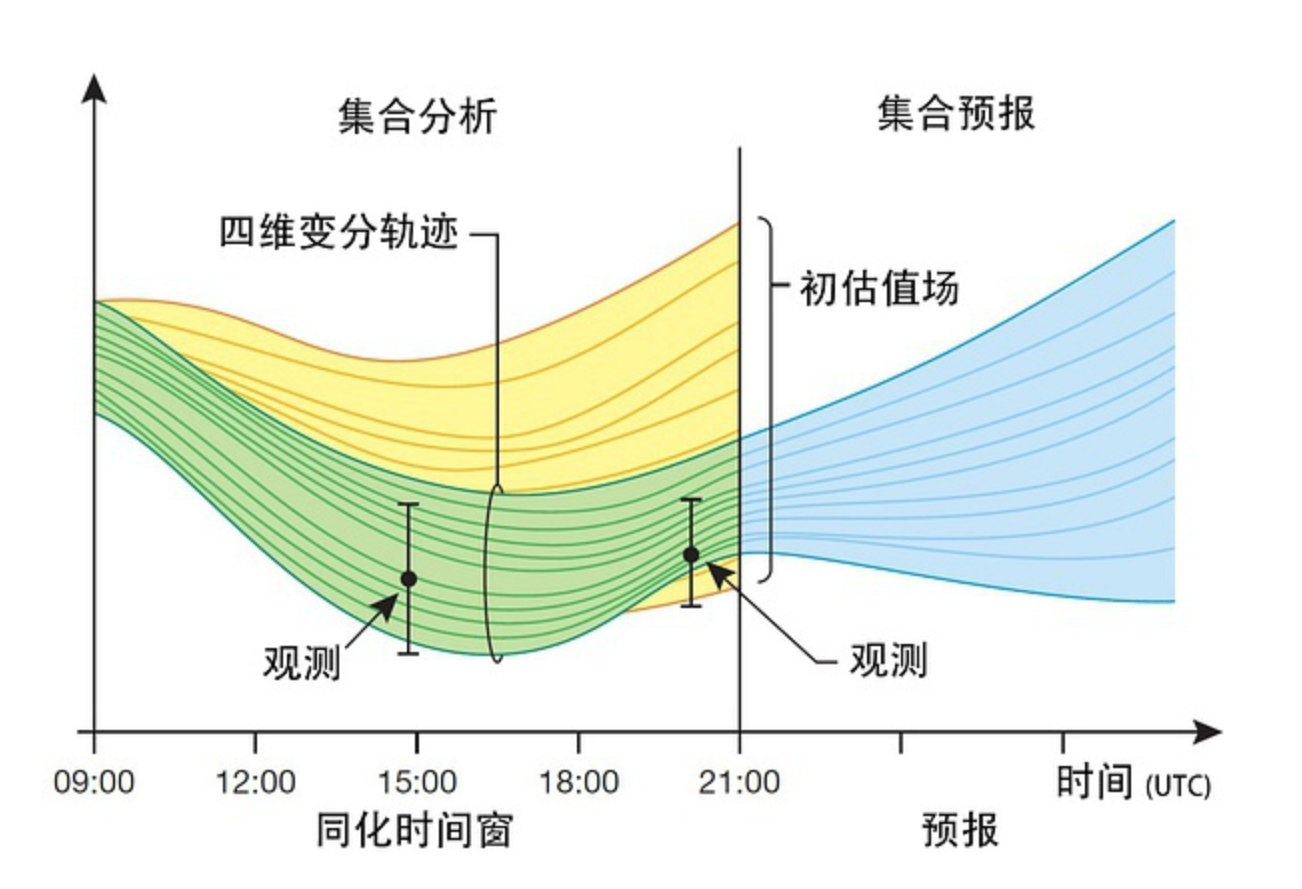 集合分析
集合预报
四维变分轨迹
初估值场
观测
观测
09:00
12:00
15:00
18:00
21:00
时间 (UTC)
同化时间窗
预报